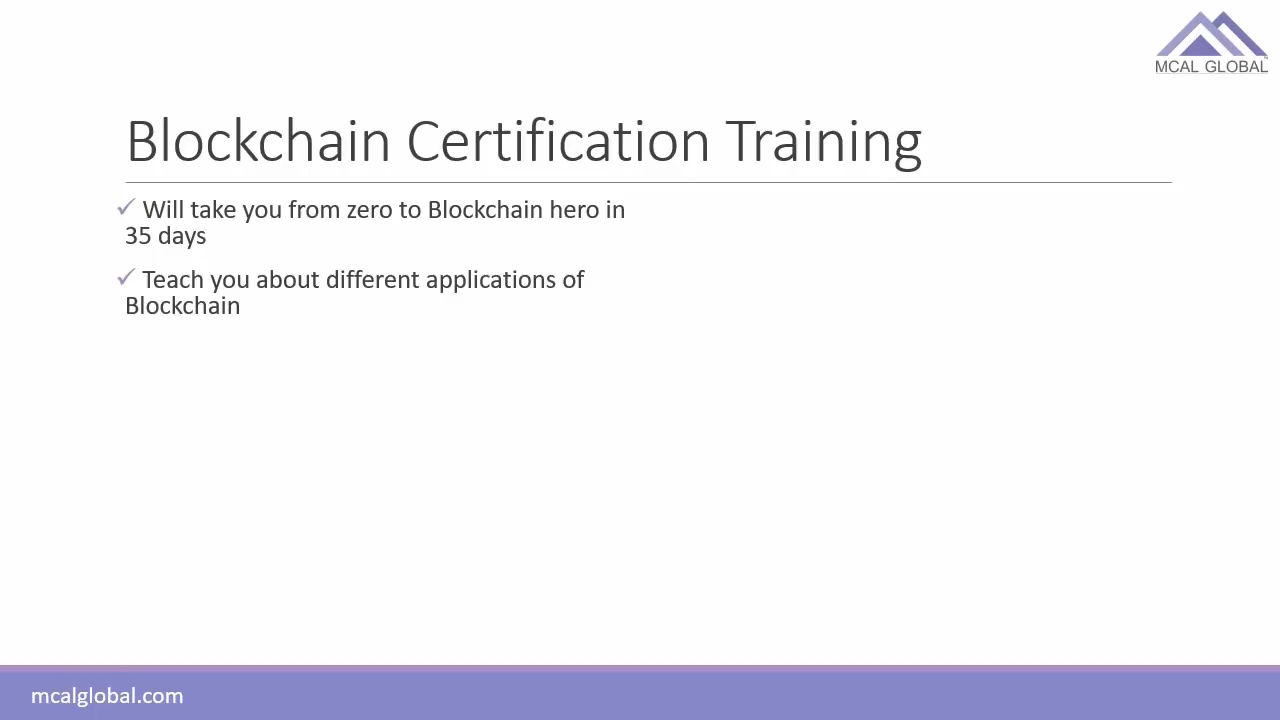 MCAL GLOBAL
Blockchain Certification Training
✓ Will take you from zero to Blockchain hero in
35 days
✓ Teach you about different applications of
Blockchain
mcalglobal.com